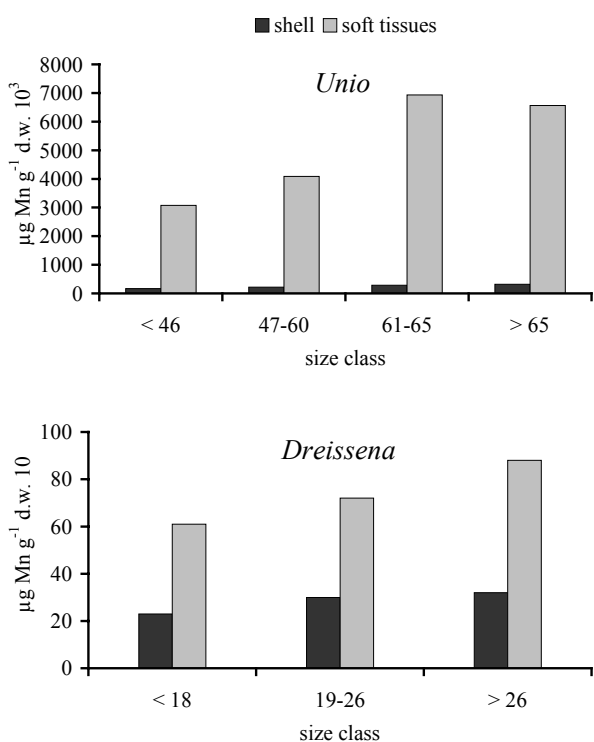 shell soft tissues
Unio
µg Mn g⁻¹ d.w. 10³
8000
7000
6000
5000
4000
3000
2000
1000
0
< 46 47-60 61-65 > 65
size class
Dreissena
µg Mn g⁻¹ d.w. 10
100
80
60
40
20
0
< 18 19-26 > 26
size class